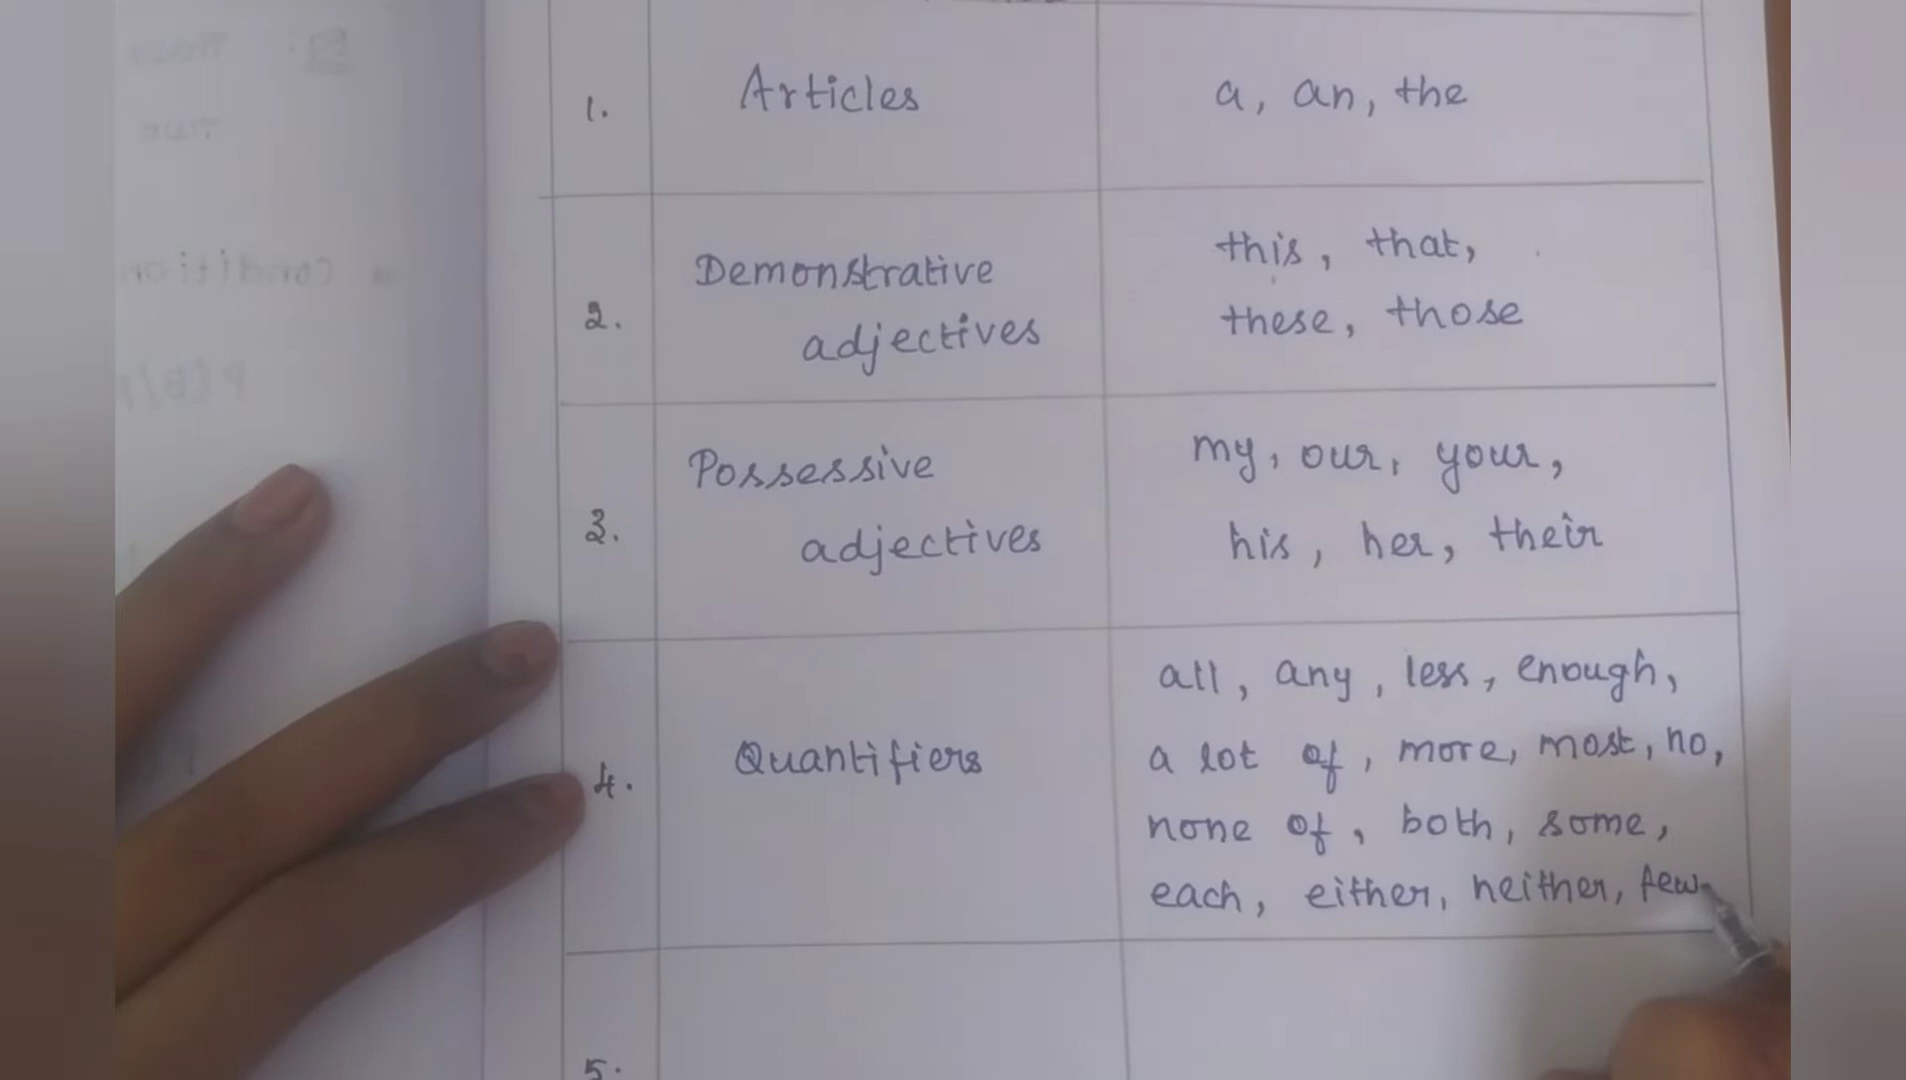 1. Articles a, an, the
Demonstrative this, that,
2. adjectives these, those
Possessive my, our, your,
3. adjectives his, her, their
all, any, less, enough,
4. Quantifiers a lot of, more, most, no,
none of, both, some,
each, either, neither, few
5.